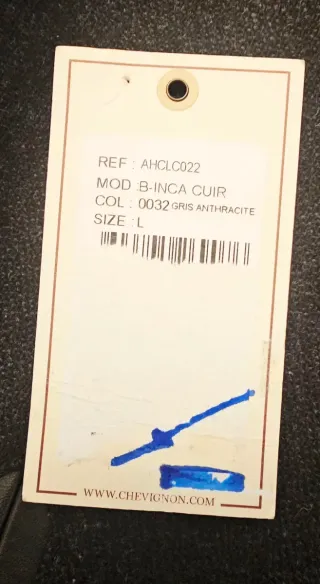 REF : AHCLC022
MOD :B-INCA CUIR
COL : 0032 GRIS ANTHRACITE
SIZE : L
WWW.CHEVIGNON.COM